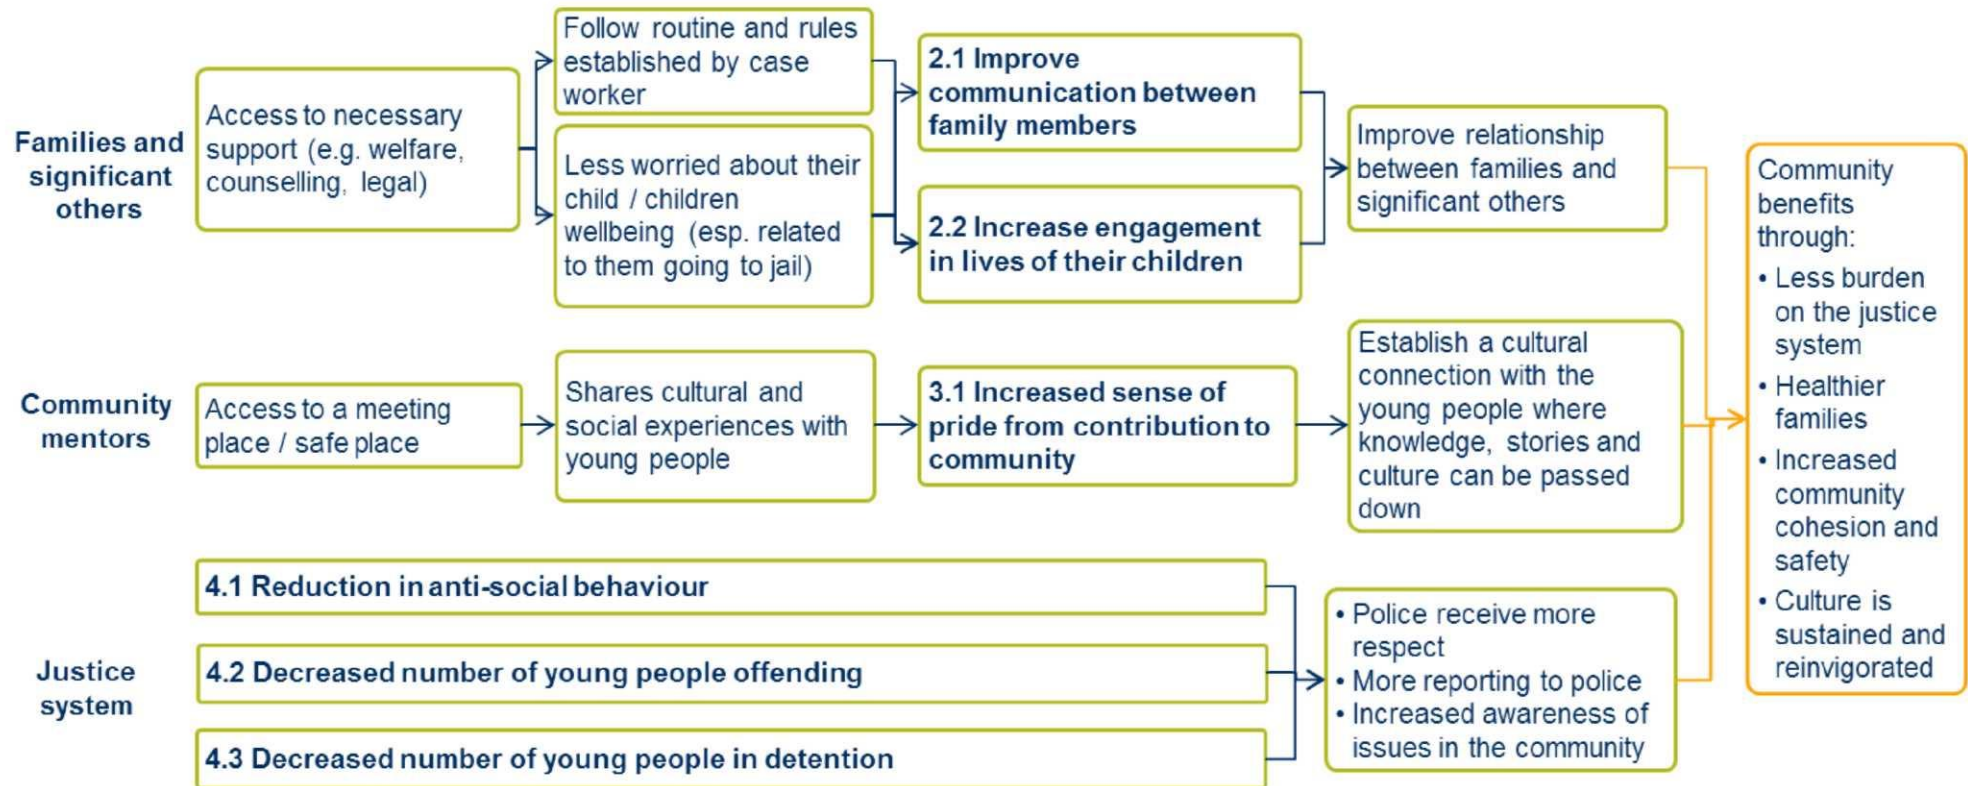 Families and
significant
others
Access to necessary
support (e.g. welfare,
counselling, legal)
Follow routine and rules
established by case
worker
Less worried about their
child / children
wellbeing (esp. related
to them going to jail)
2.1 Improve
communication between
family members
2.2 Increase engagement
in lives of their children
Improve relationship
between families and
significant others
Community
mentors
Access to a meeting
place / safe place
Shares cultural and
social experiences with
young people
3.1 Increased sense of
pride from contribution to
community
Establish a cultural
connection with the
young people where
knowledge, stories and
culture can be passed
down
Justice
system
4.1 Reduction in anti-social behaviour
4.2 Decreased number of young people offending
4.3 Decreased number of young people in detention
• Police receive more
respect
• More reporting to police
• Increased awareness of
issues in the community
Community
benefits
through:
• Less burden
on the justice
system
• Healthier
families
• Increased
community
cohesion and
safety
• Culture is
sustained and
reinvigorated